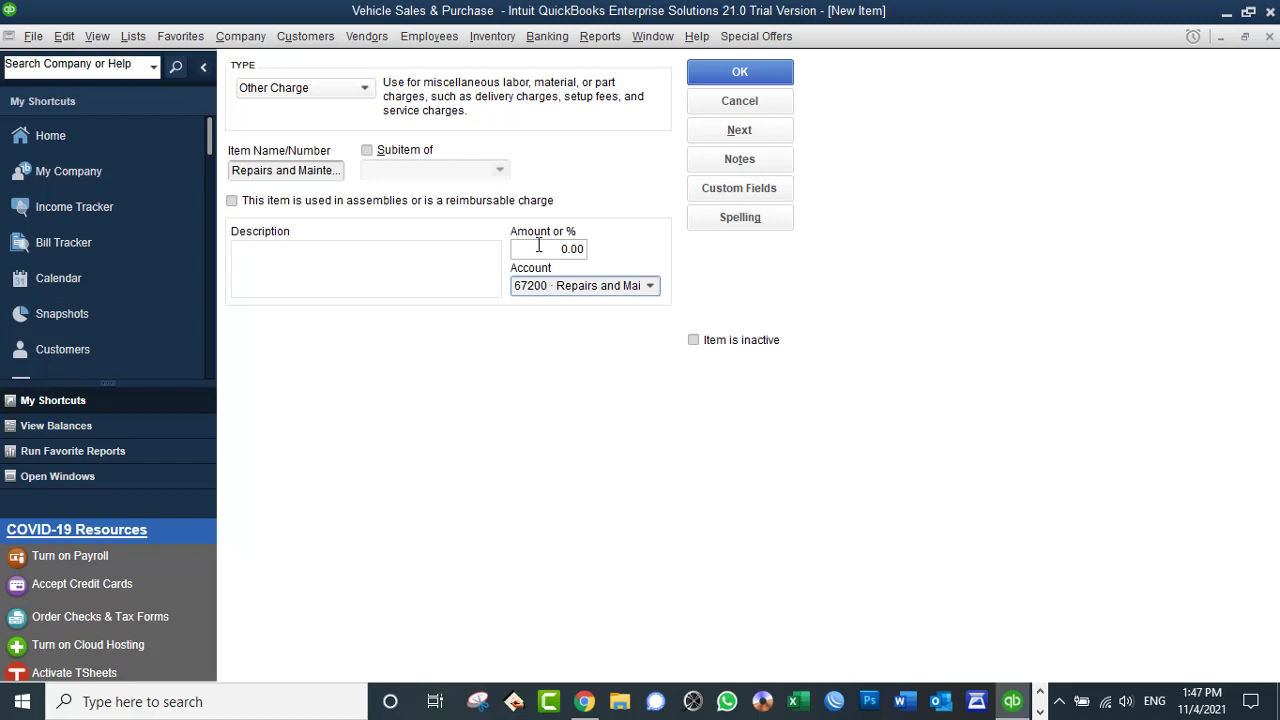 Vehicle Sales & Purchase - Intuit QuickBooks Enterprise Solutions 21.0 Trial Version - [New Item]
File Edit View Lists Favorites Company Customers Vendors Employees Inventory Banking Reports Window Help Special Offers
Search Company or Help
My Shortcuts
Home
My Company
Income Tracker
Bill Tracker
Calendar
Snapshots
Customers
My Shortcuts
View Balances
Run Favorite Reports
Open Windows
COVID-19 Resources
Turn on Payroll
Accept Credit Cards
Order Checks & Tax Forms
Turn on Cloud Hosting
Activate TSheets
TYPE
Other Charge
Use for miscellaneous labor, material, or part
charges, such as delivery charges, setup fees, and
service charges.
Item Name/Number
Subitem of
Repairs and Mainte...
This item is used in assemblies or is a reimbursable charge
Description
Amount or %
0.00
Account
67200 · Repairs and Mai
OK
Cancel
Next
Notes
Custom Fields
Spelling
Item is inactive
Type here to search
ENG
1:47 PM
11/4/2021